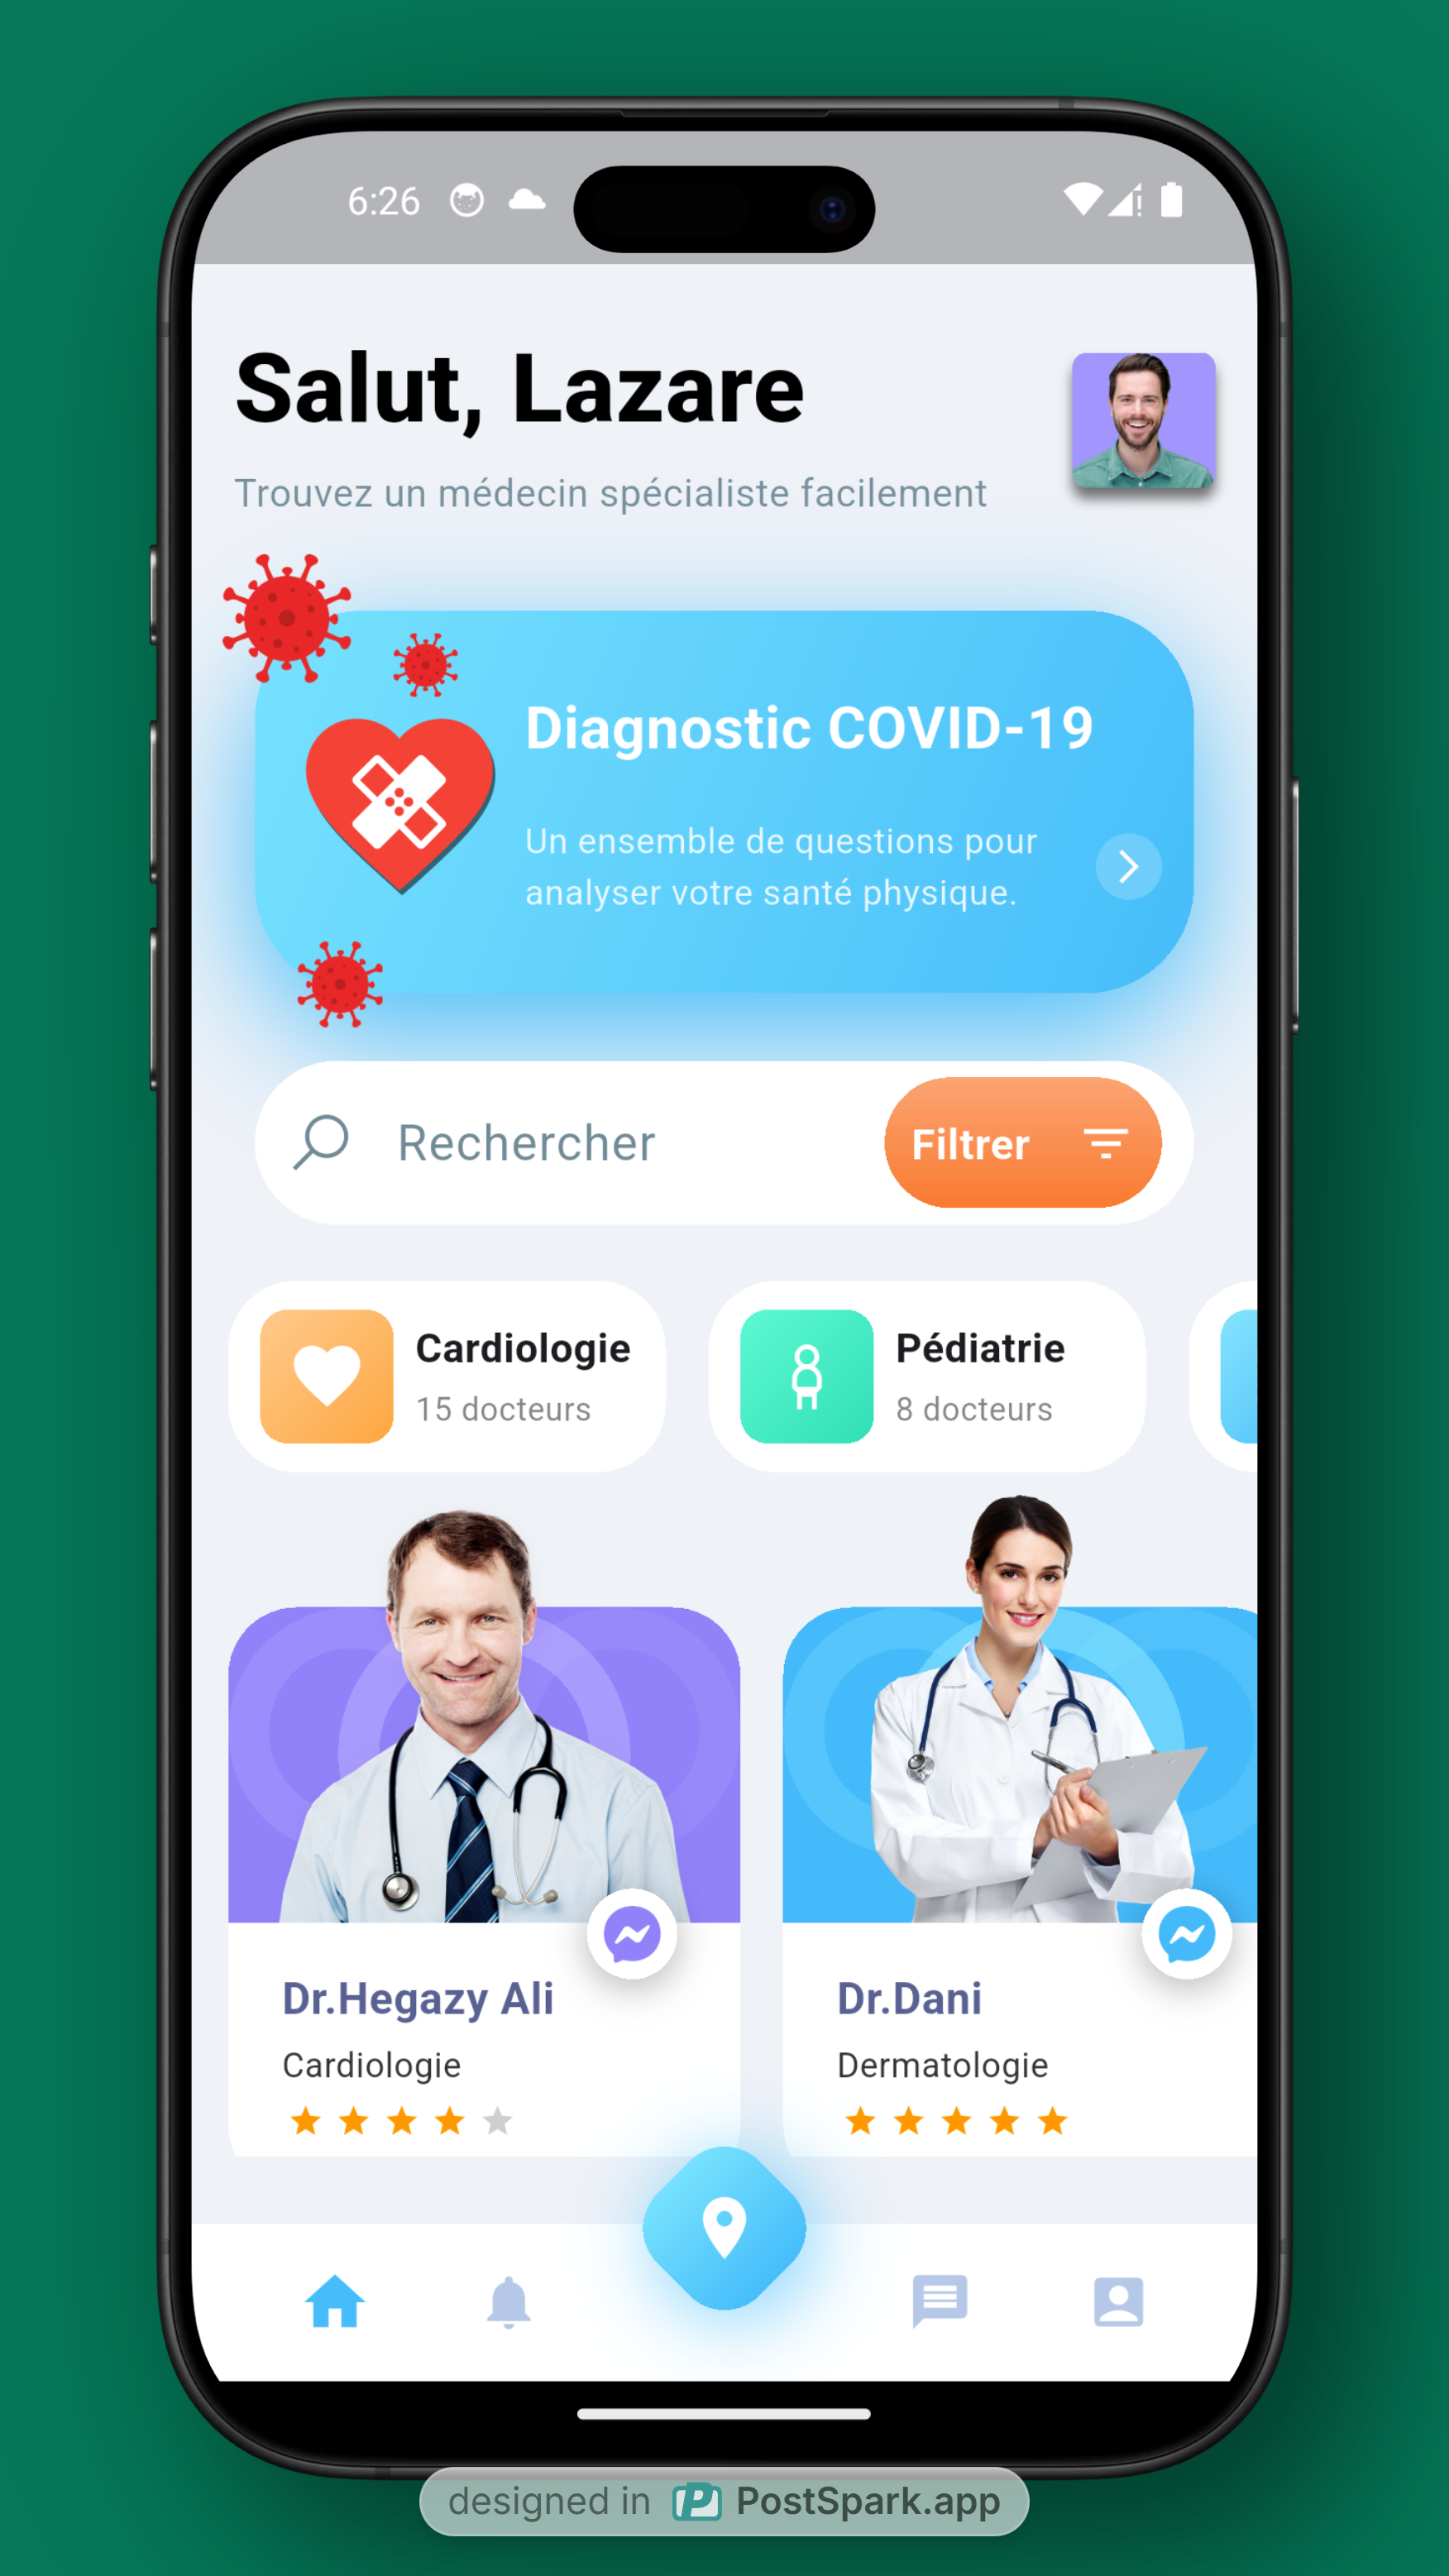 6:26
Salut, Lazare
Trouvez un médecin spécialiste facilement
Diagnostic COVID-19
Un ensemble de questions pour
analyser votre santé physique.
Rechercher
Filtrer
Cardiologie
15 docteurs
Pédiatrie
8 docteurs
Dr.Hegazy Ali
Cardiologie
Dr.Dani
Dermatologie
designed in PostSpark.app